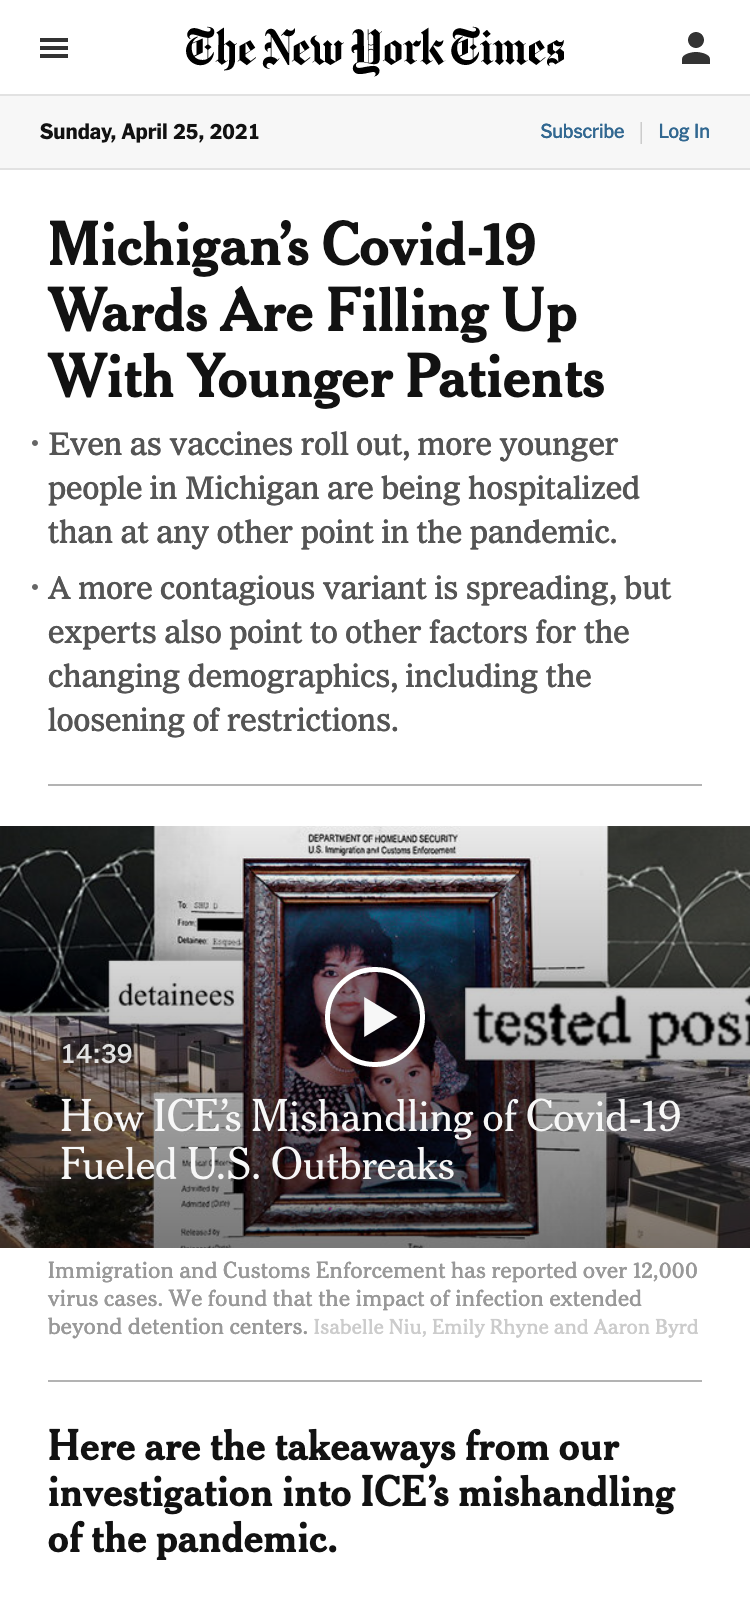 The New York Times
Sunday, April 25, 2021
Subscribe
Log In
Michigan’s Covid-19
Wards Are Filling Up
With Younger Patients
• Even as vaccines roll out, more younger
people in Michigan are being hospitalized
than at any other point in the pandemic.
• A more contagious variant is spreading, but
experts also point to other factors for the
changing demographics, including the
loosening of restrictions.
DEPARTMENT OF HOMELAND SECURITY
U.S. Immigration and Customs Enforcement
To:
From:
Detainee:
detainees
tested posi
14:39
How ICE’s Mishandling of Covid-19
Fueled U.S. Outbreaks
Admitted by
Admitted (Date)
Released by
Immigration and Customs Enforcement has reported over 12,000
virus cases. We found that the impact of infection extended
beyond detention centers. Isabelle Niu, Emily Rhyne and Aaron Byrd
Here are the takeaways from our
investigation into ICE’s mishandling
of the pandemic.